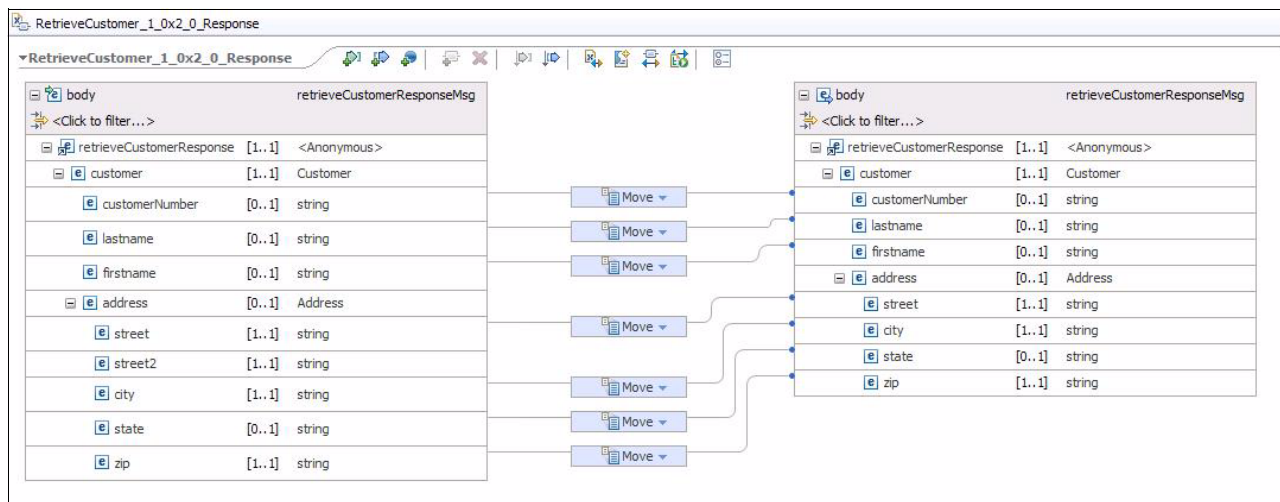 RetrieveCustomer_1_0x2_0_Response
RetrieveCustomer_1_0x2_0_Response
body retrieveCustomerResponseMsg
<Click to filter...>
retrieveCustomerResponse [1..1] <Anonymous>
customer [1..1] Customer
customerNumber [0..1] string
lastname [0..1] string
firstname [0..1] string
address [0..1] Address
street [1..1] string
street2 [1..1] string
city [1..1] string
state [0..1] string
zip [1..1] string
Move
Move
Move
Move
Move
Move
Move
body retrieveCustomerResponseMsg
<Click to filter...>
retrieveCustomerResponse [1..1] <Anonymous>
customer [1..1] Customer
customerNumber [0..1] string
lastname [0..1] string
firstname [0..1] string
address [0..1] Address
street [1..1] string
city [1..1] string
state [0..1] string
zip [1..1] string